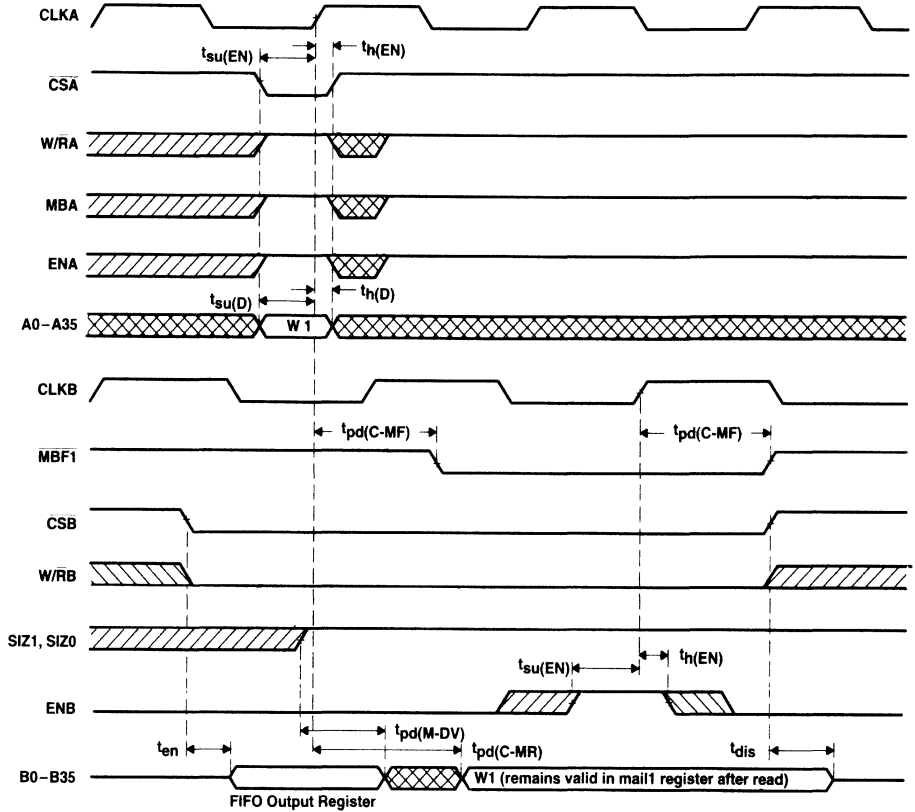 CLKA
tsu(EN) th(EN)
CSA
W/RA
MBA
ENA
tsu(D) th(D)
A0–A35 W 1
CLKB
tpd(C-MF) tpd(C-MF)
MBF1
CSB
W/RB
SIZ1, SIZ0
tsu(EN) th(EN)
ENB
ten tpd(M-DV) tpd(C-MR) tdis
B0–B35 W1 (remains valid in mail1 register after read)
FIFO Output Register